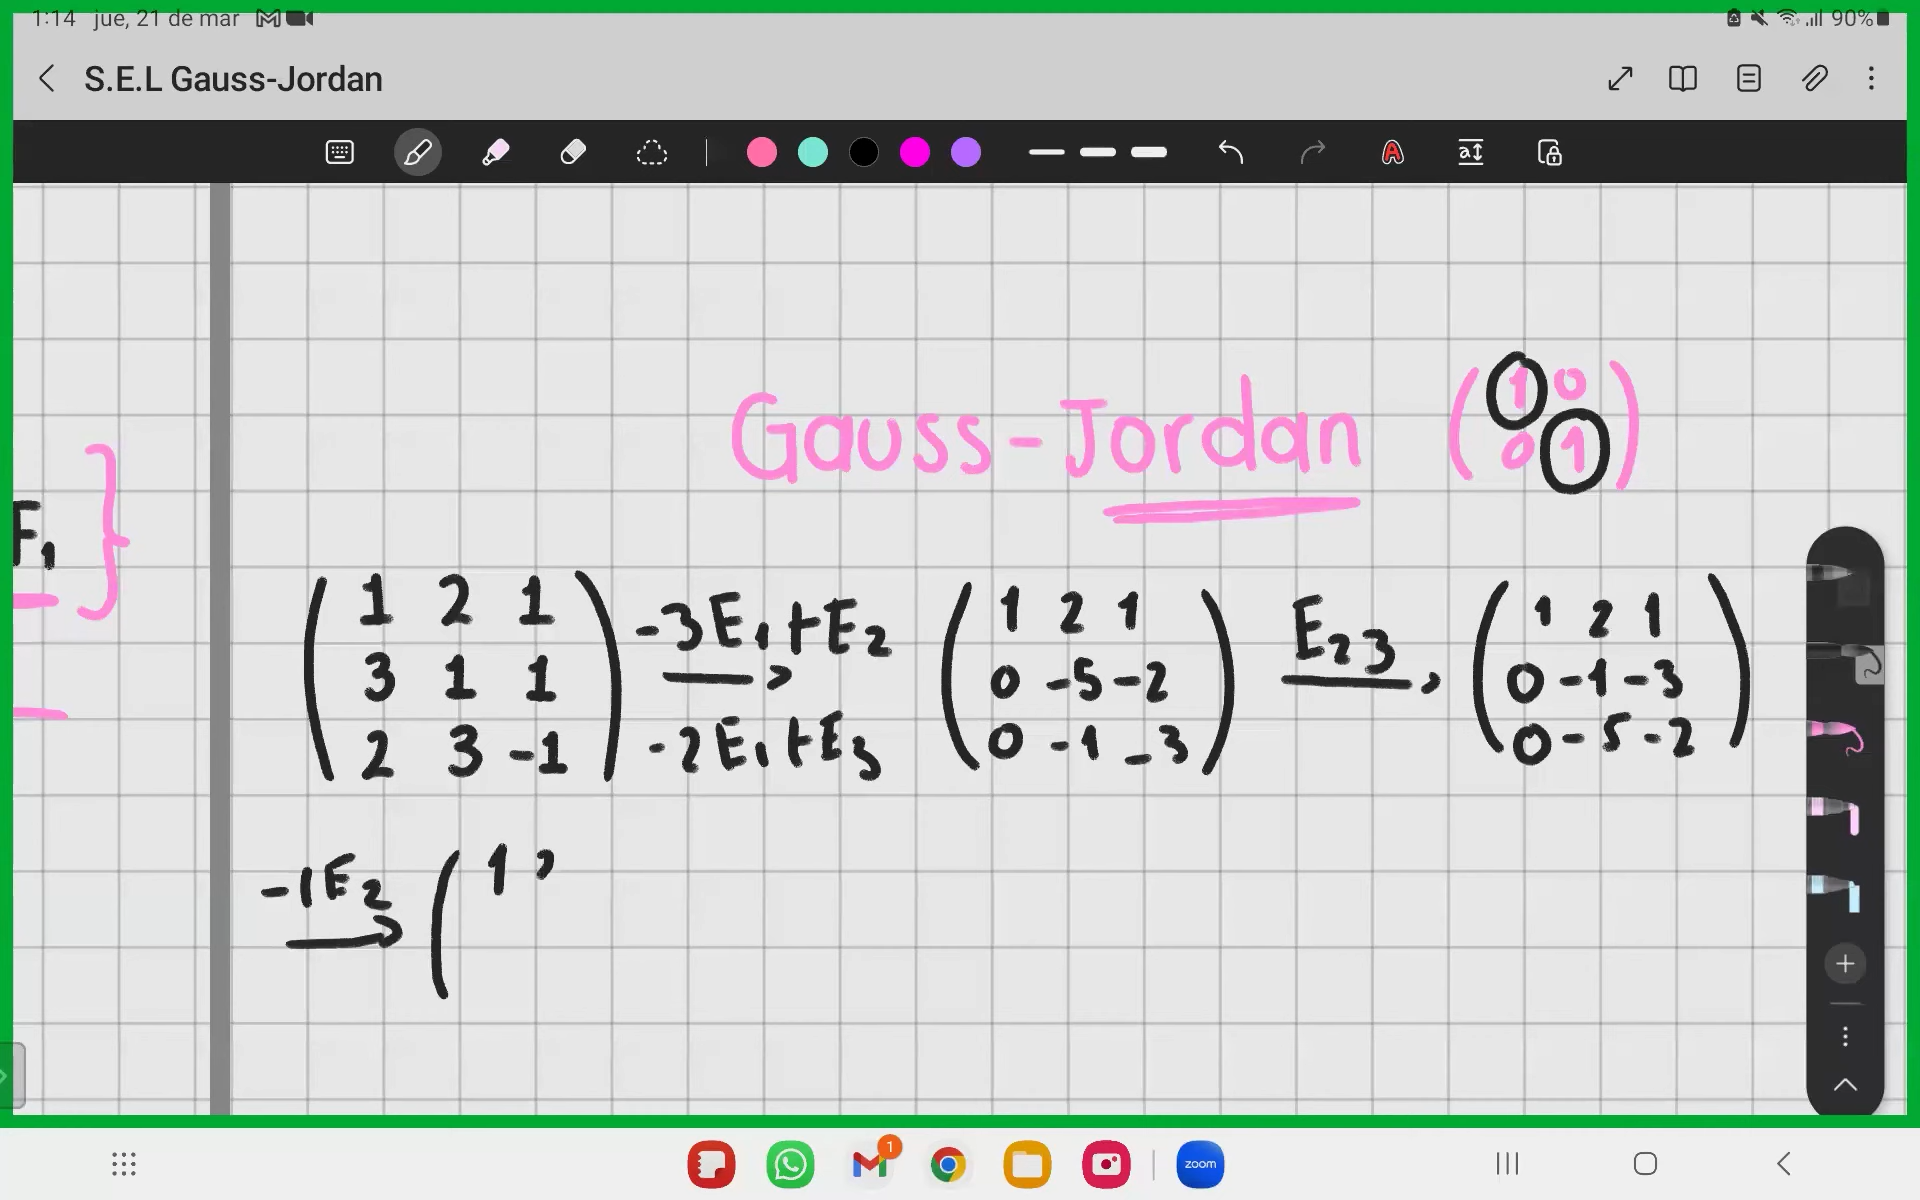 1:14 jue, 21 de mar 90%
S.E.L Gauss-Jordan
A aI
Gauss-Jordan ( 1 0
0 1 )
F₁ }
( 1 2 1
3 1 1
2 3 -1 )
-3E₁+E₂
-2E₁+E₃
( 1 2 1
0 -5 -2
0 -1 -3 )
E₂₃
( 1 2 1
0 -1 -3
0 -5 -2 )
-1E₂ ( 1
1
zoom